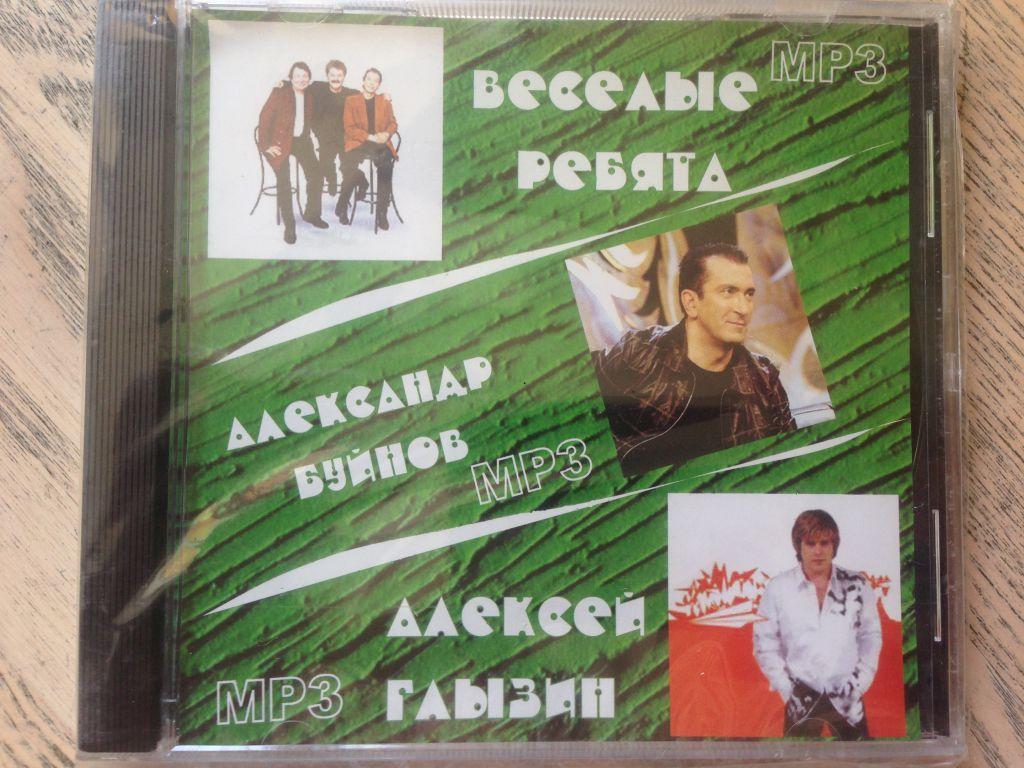 MP3
Веселые
Ребята
Александр
Буйнов
MP3
Алексей
Глызин
MP3